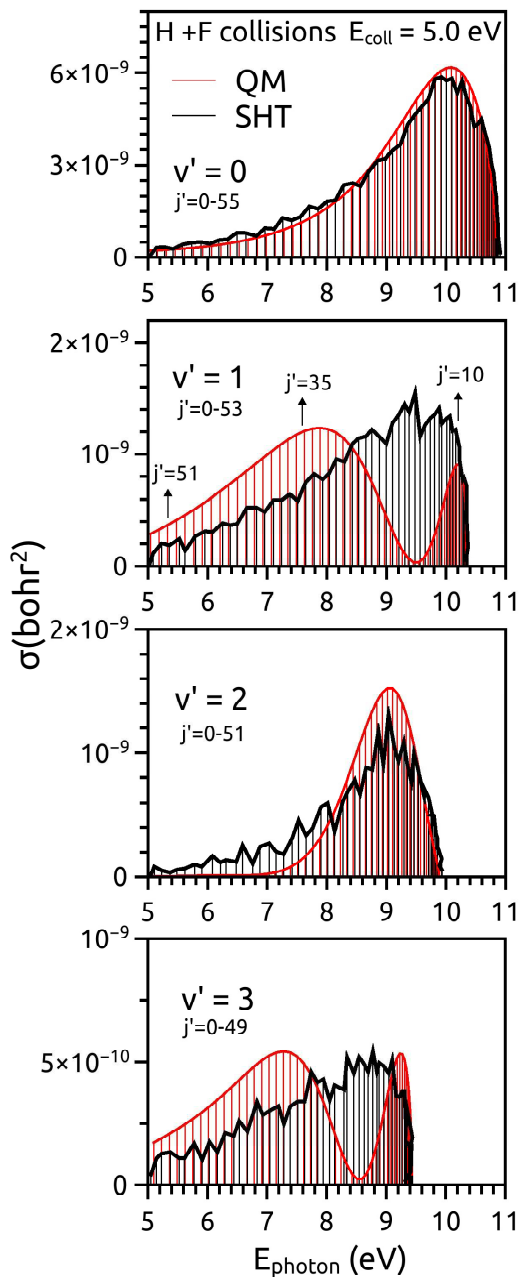 H +F collisions E_coll = 5.0 eV
QM
SHT
v' = 0
j'=0-55
6×10⁻⁹
3×10⁻⁹
0
5 6 7 8 9 10 11
v' = 1
j'=0-53
j'=51
j'=35
j'=10
2×10⁻⁹
10⁻⁹
0
5 6 7 8 9 10 11
σ(bohr²)
v' = 2
j'=0-51
2×10⁻⁹
10⁻⁹
0
5 6 7 8 9 10 11
v' = 3
j'=0-49
10⁻⁹
5×10⁻¹⁰
0
5 6 7 8 9 10 11
E_photon (eV)